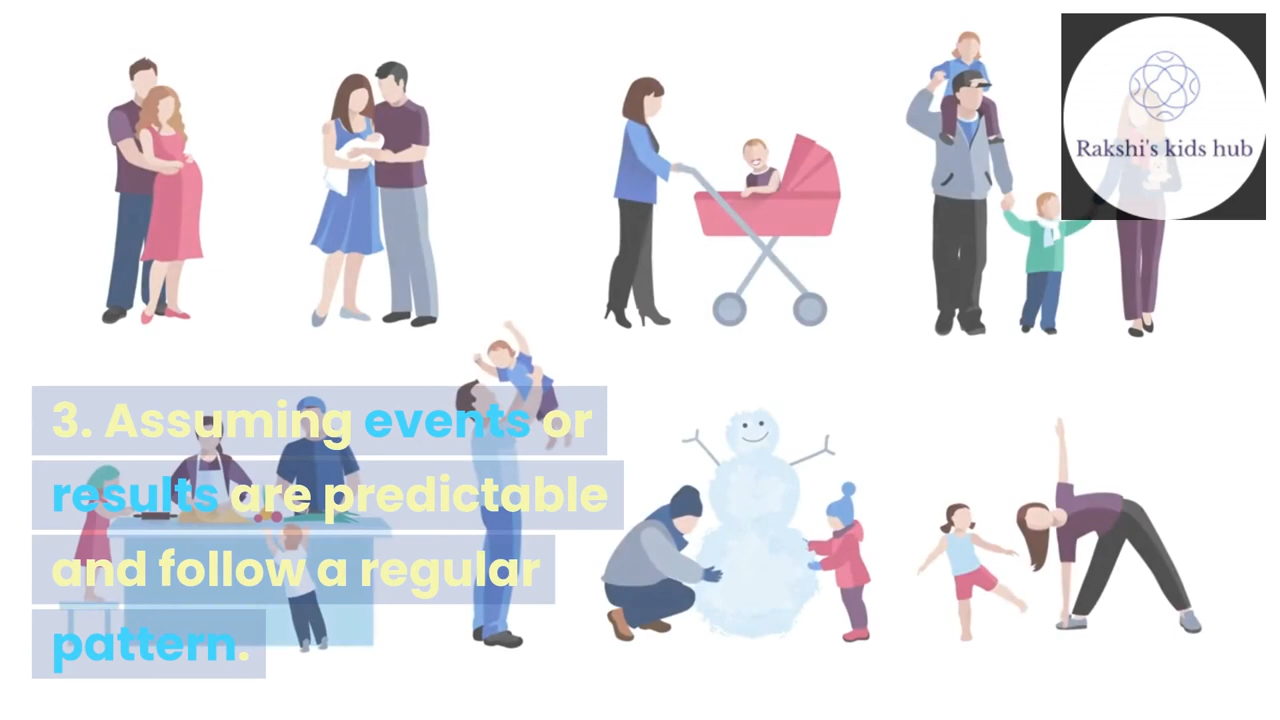 Rakshi's kids hub
3. Assuming events or
results are predictable
and follow a regular
pattern.